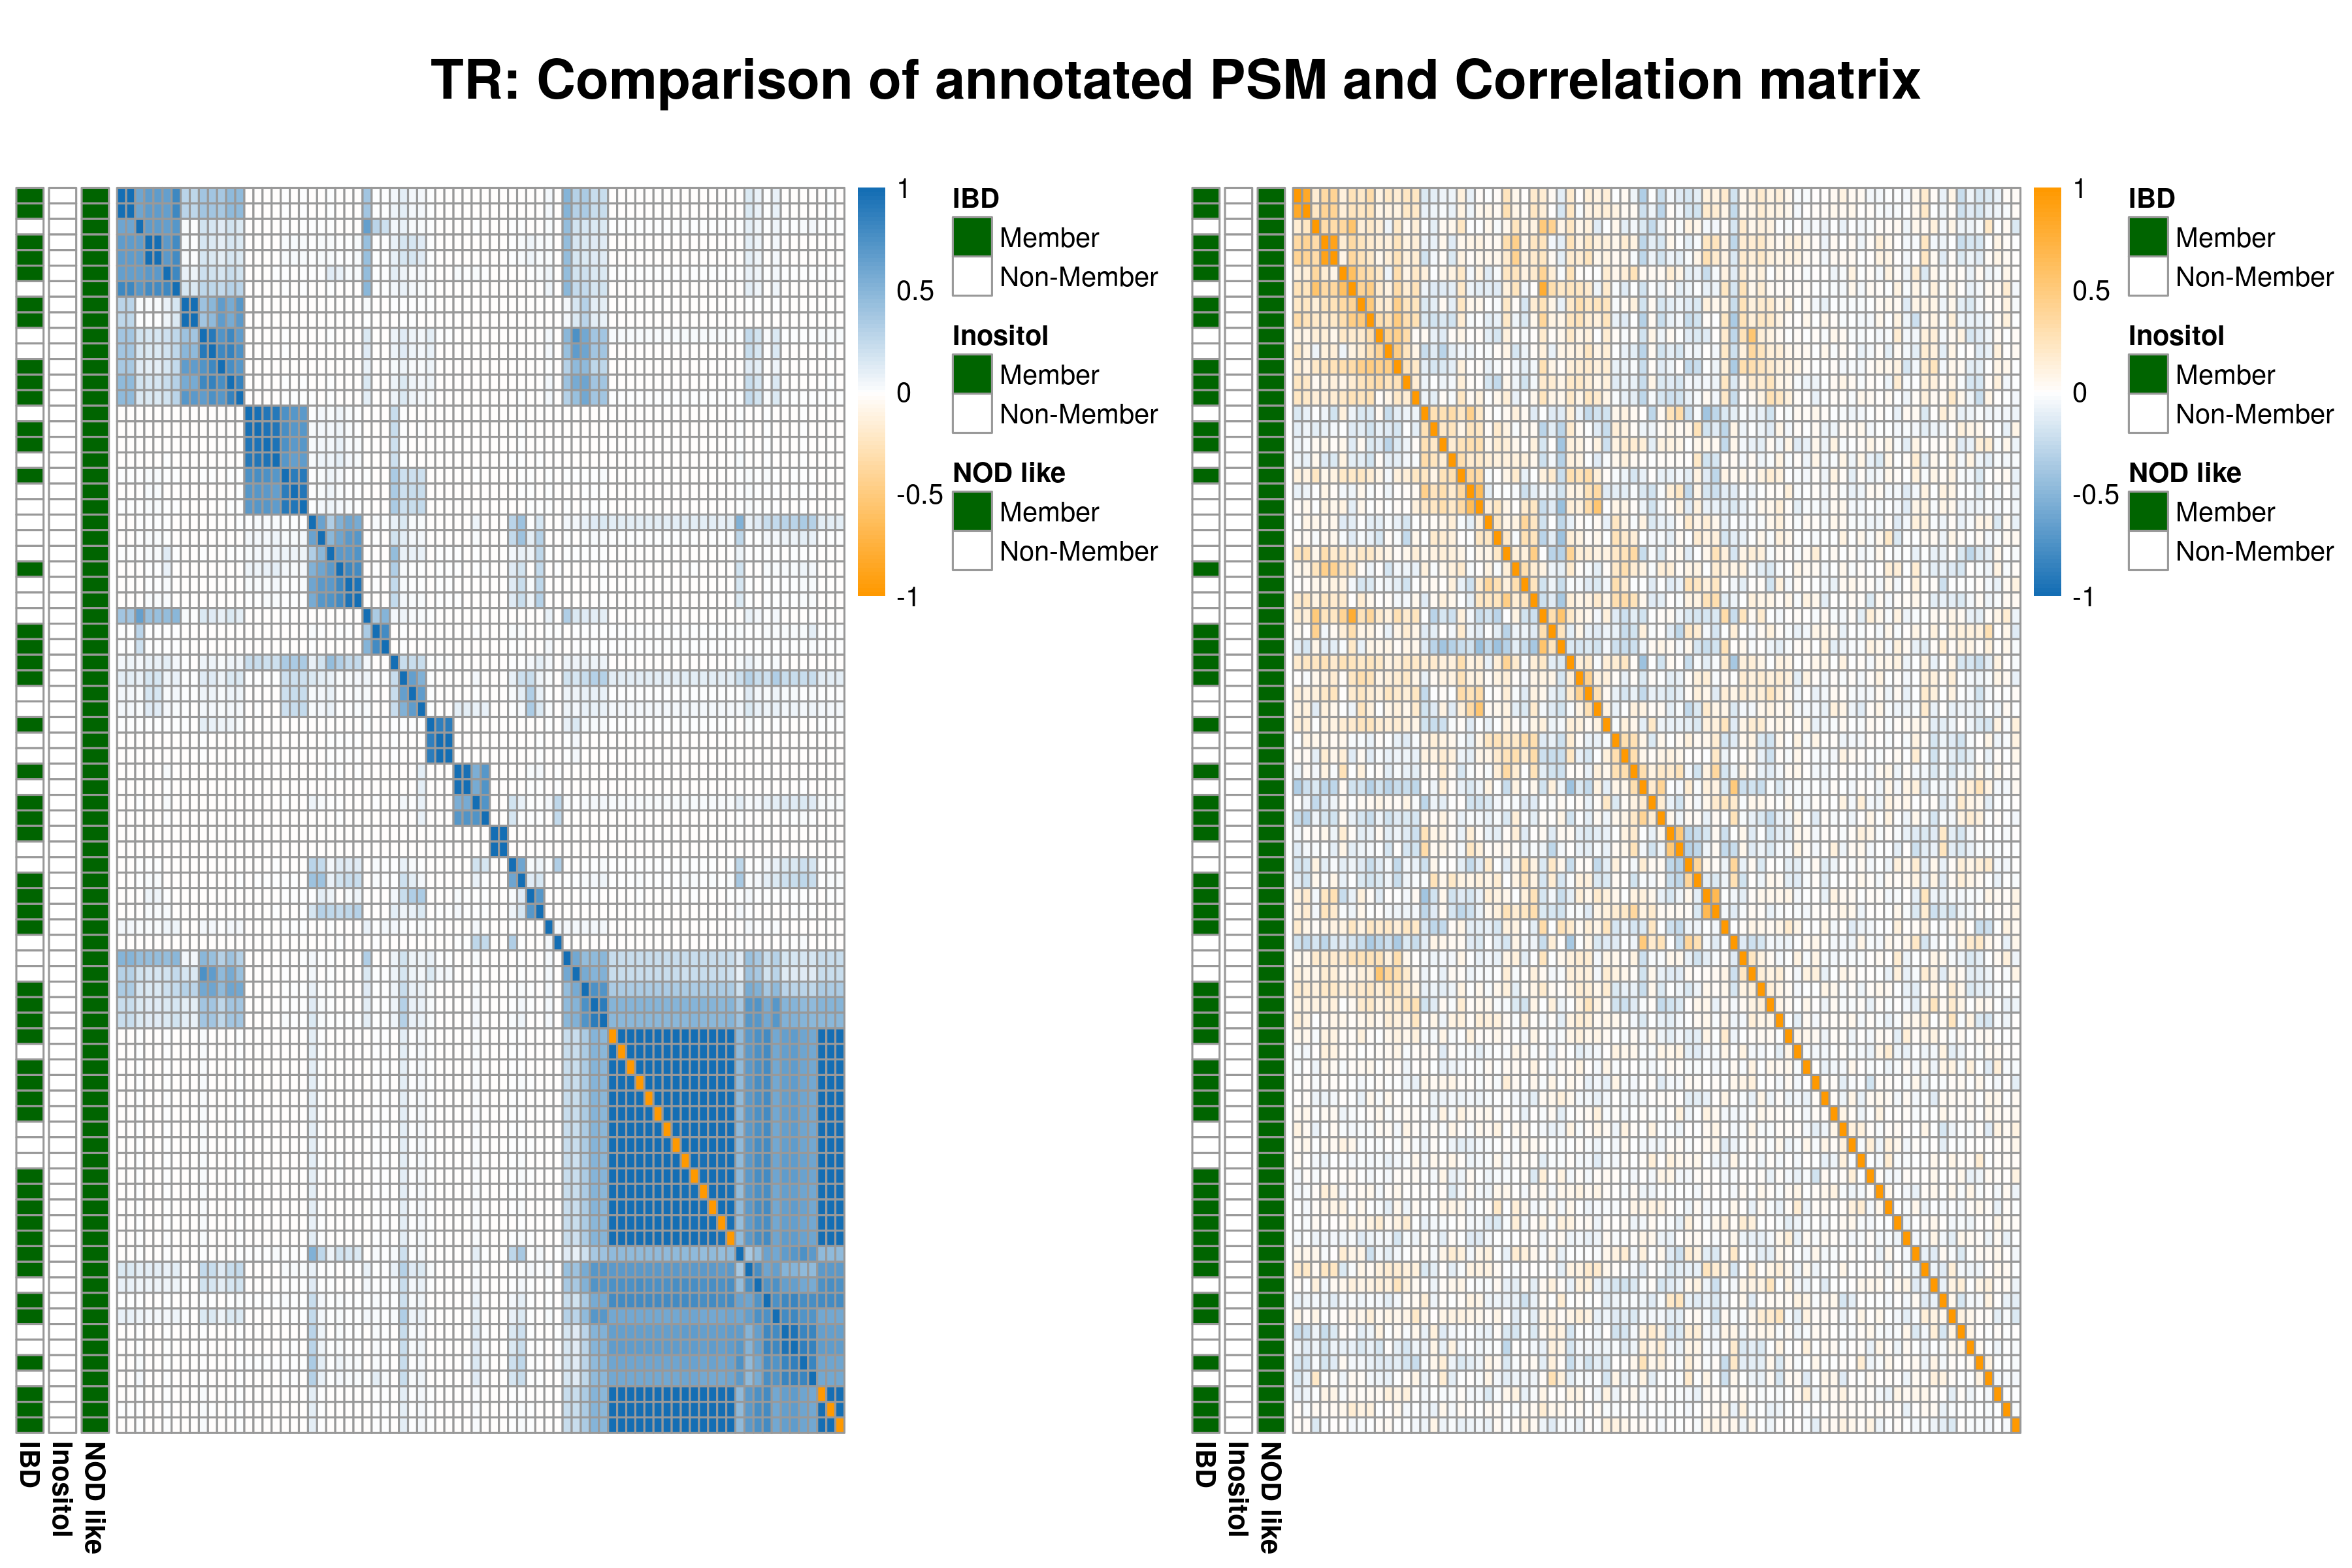 TR: Comparison of annotated PSM and Correlation matrix
1
0.5
0
-0.5
-1
IBD
Member
Non-Member
Inositol
Member
Non-Member
NOD like
Member
Non-Member
IBD
Inositol
NOD like
1
0.5
0
-0.5
-1
IBD
Member
Non-Member
Inositol
Member
Non-Member
NOD like
Member
Non-Member
IBD
Inositol
NOD like